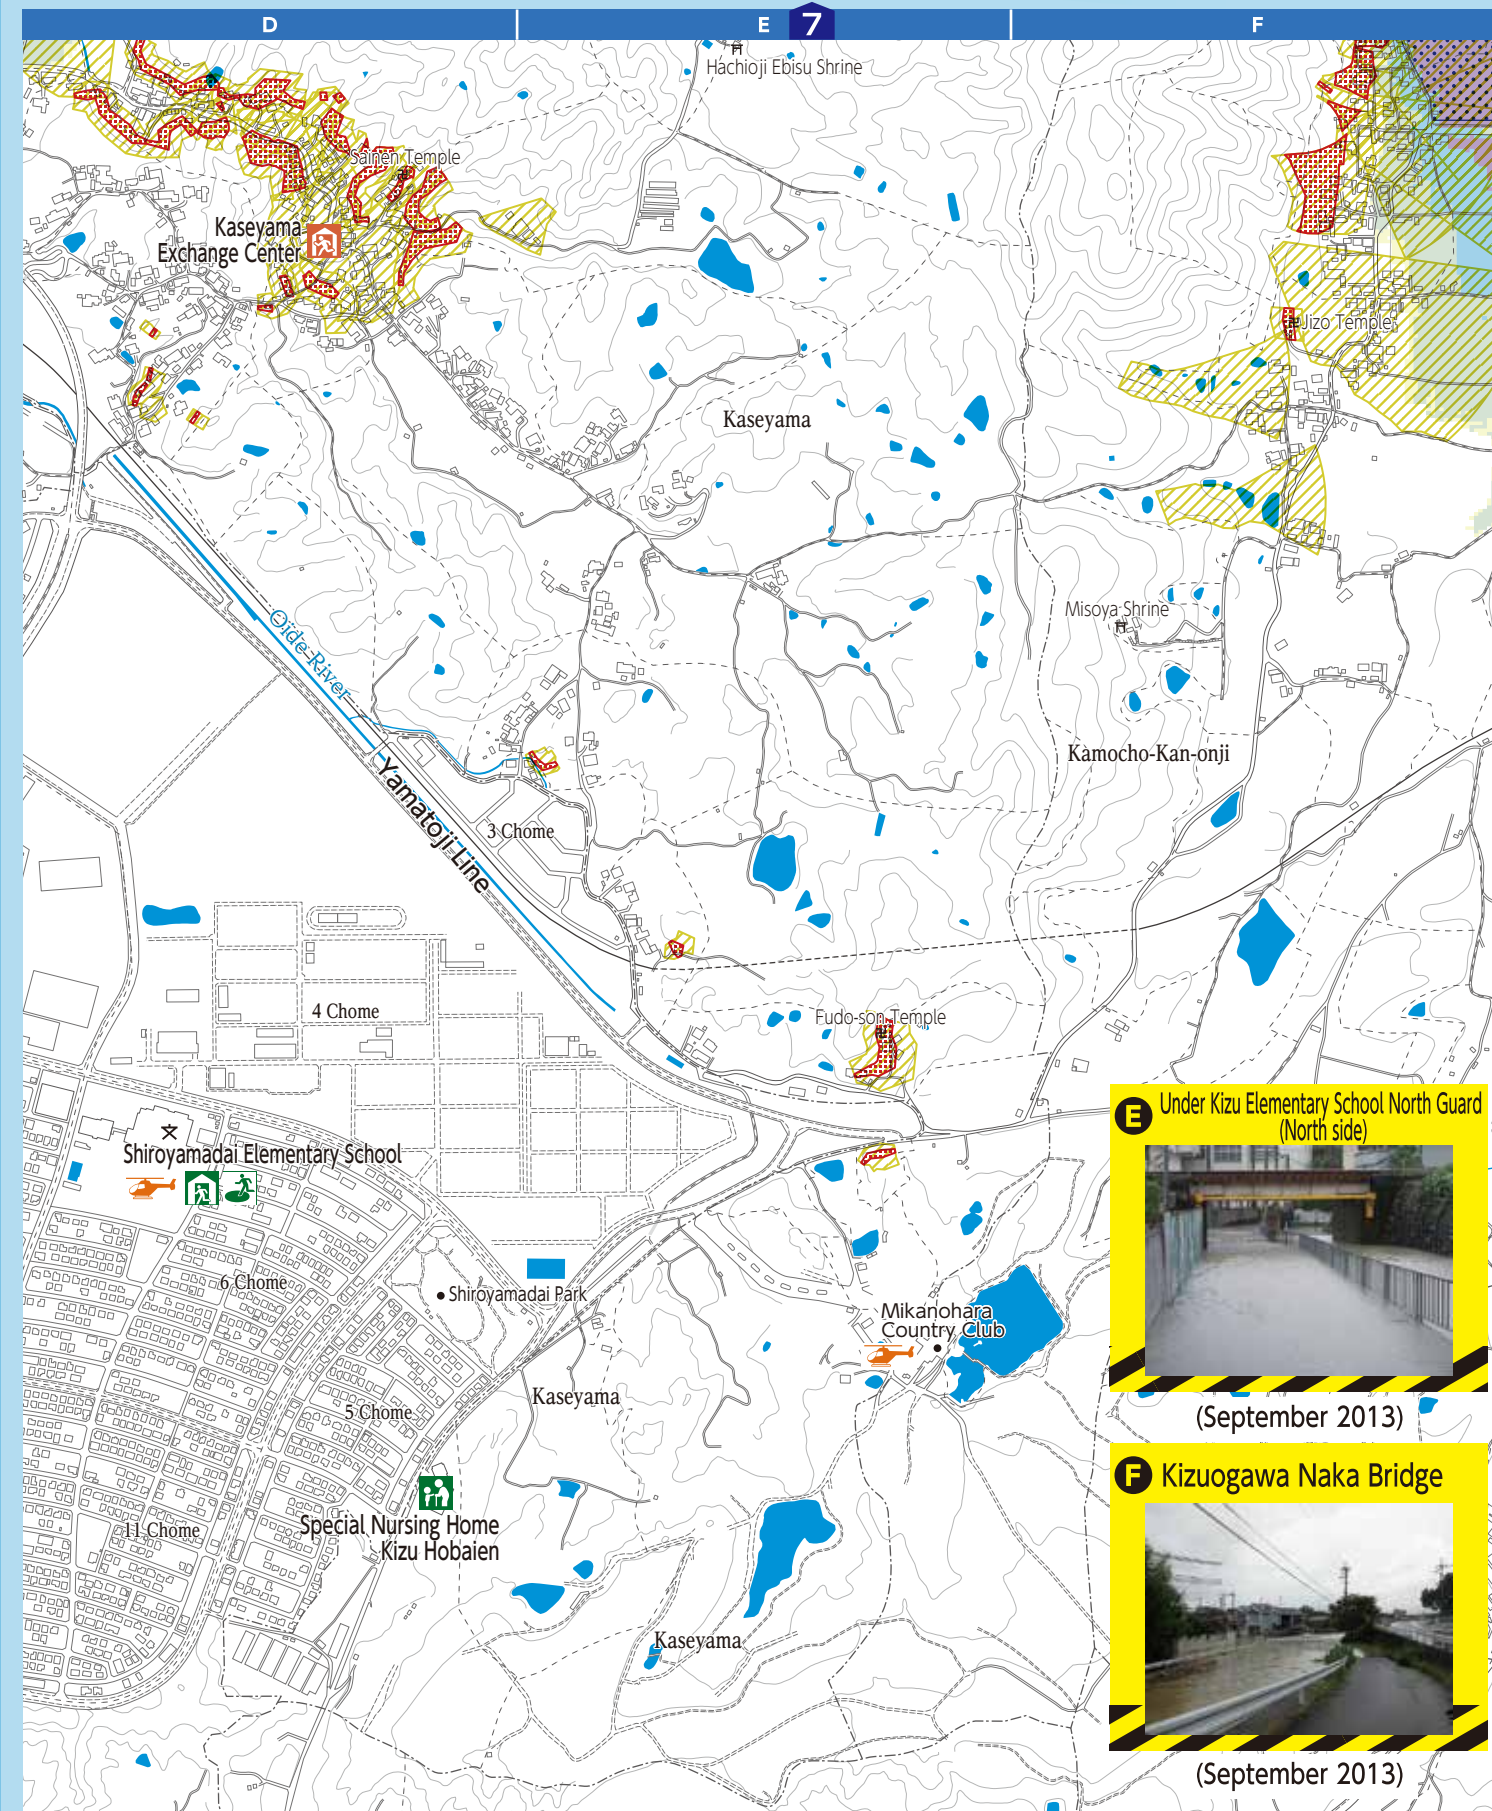 D
E
7
F
Hachioji Ebisu Shrine
Sainen Temple
Kaseyama
Exchange Center
Jizo Temple
Kaseyama
Oide River
Misoya Shrine
Kamocho-Kan-onji
Yamatoji Line
3 Chome
4 Chome
Fudo-son Temple
Shiroyamadai Elementary School
6 Chome
Shiroyamadai Park
Mikanohara
Country Club
Kaseyama
5 Chome
11 Chome
Special Nursing Home
Kizu Hobaien
Kaseyama
E Under Kizu Elementary School North Guard
(North side)
(September 2013)
F Kizuogawa Naka Bridge
(September 2013)